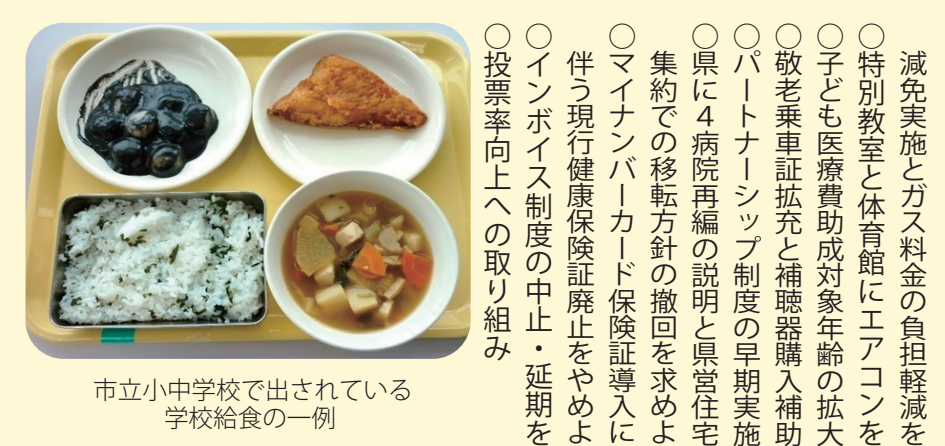 減免実施とガス料金の負担軽減を
○特別教室と体育館にエアコンを
○子ども医療費助成対象年齢の拡大
○敬老乗車証拡充と補聴器購入補助
○パートナーシップ制度の早期実施
○県に４病院再編の説明と県営住宅
集約での移転方針の撤回を求めよ
○マイナンバーカード保険証導入に
伴う現行健康保険証廃止をやめよ
○インボイス制度の中止・延期を
○投票率向上への取り組み
市立小中学校で出されている
学校給食の一例